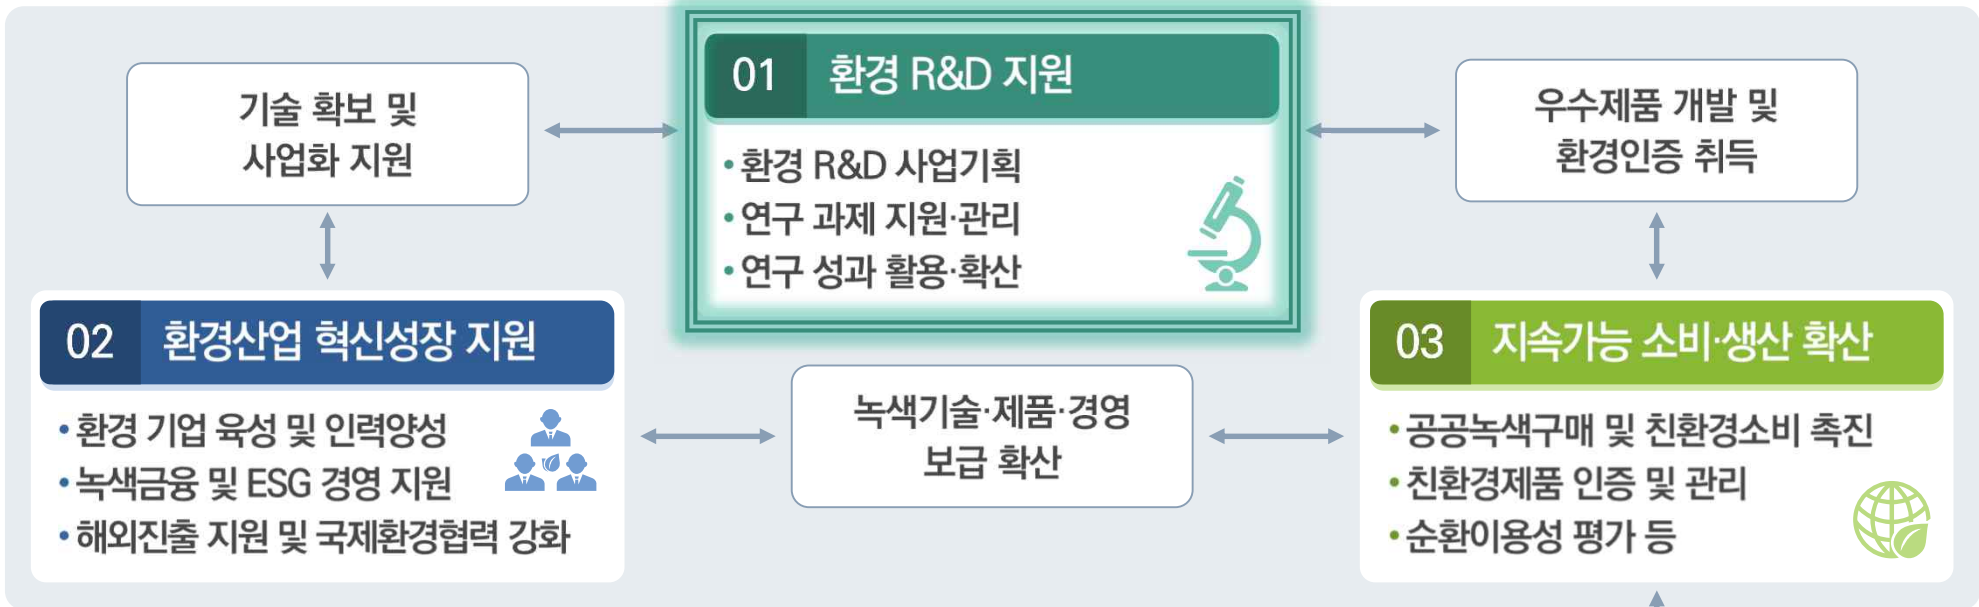 01 환경 R&D 지원
• 환경 R&D 사업기획
• 연구 과제 지원·관리
• 연구 성과 활용·확산
기술 확보 및
사업화 지원
우수제품 개발 및
환경인증 취득
02 환경산업 혁신성장 지원
• 환경 기업 육성 및 인력양성
• 녹색금융 및 ESG 경영 지원
• 해외진출 지원 및 국제환경협력 강화
녹색기술·제품·경영
보급 확산
03 지속가능 소비·생산 확산
• 공공녹색구매 및 친환경소비 촉진
• 친환경제품 인증 및 관리
• 순환이용성 평가 등